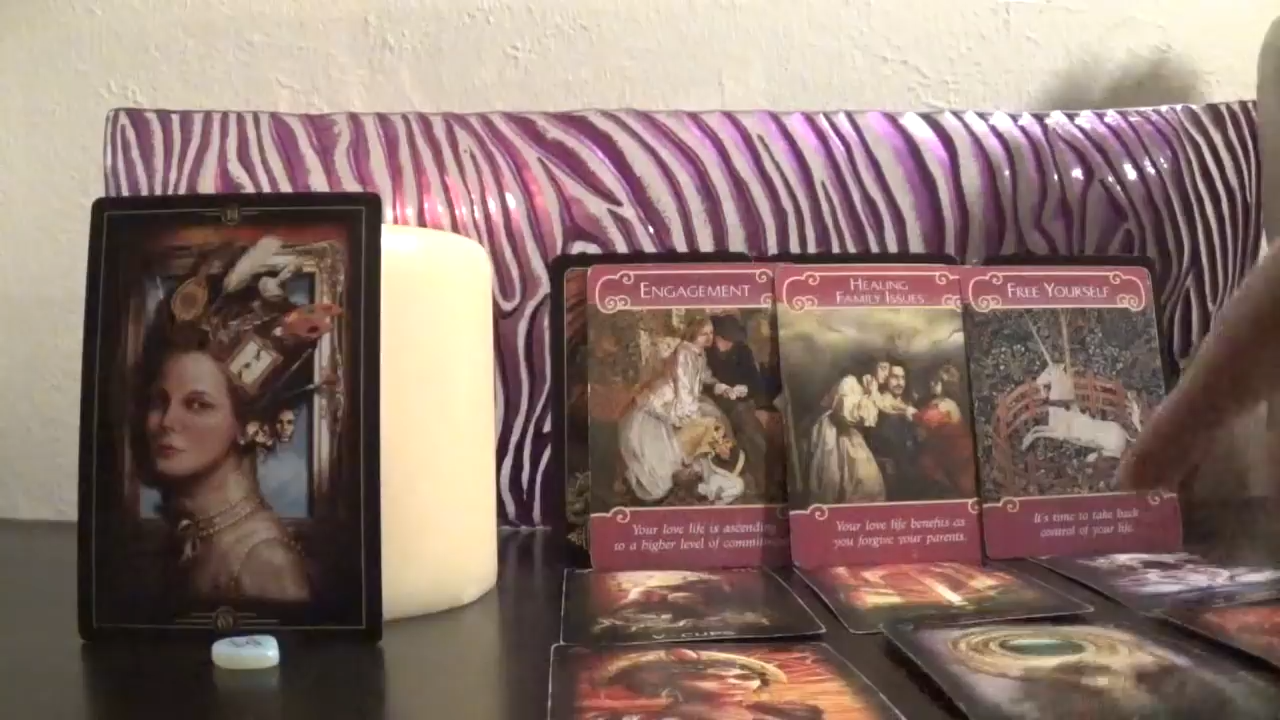 ENGAGEMENT
Your love life is ascending
to a higher level of
HEALING
FAMILY ISSUES
Your love life benefits as
you forgive your parents.
FREE YOURSELF
It's time to take back
control of your life.
V · CUPS